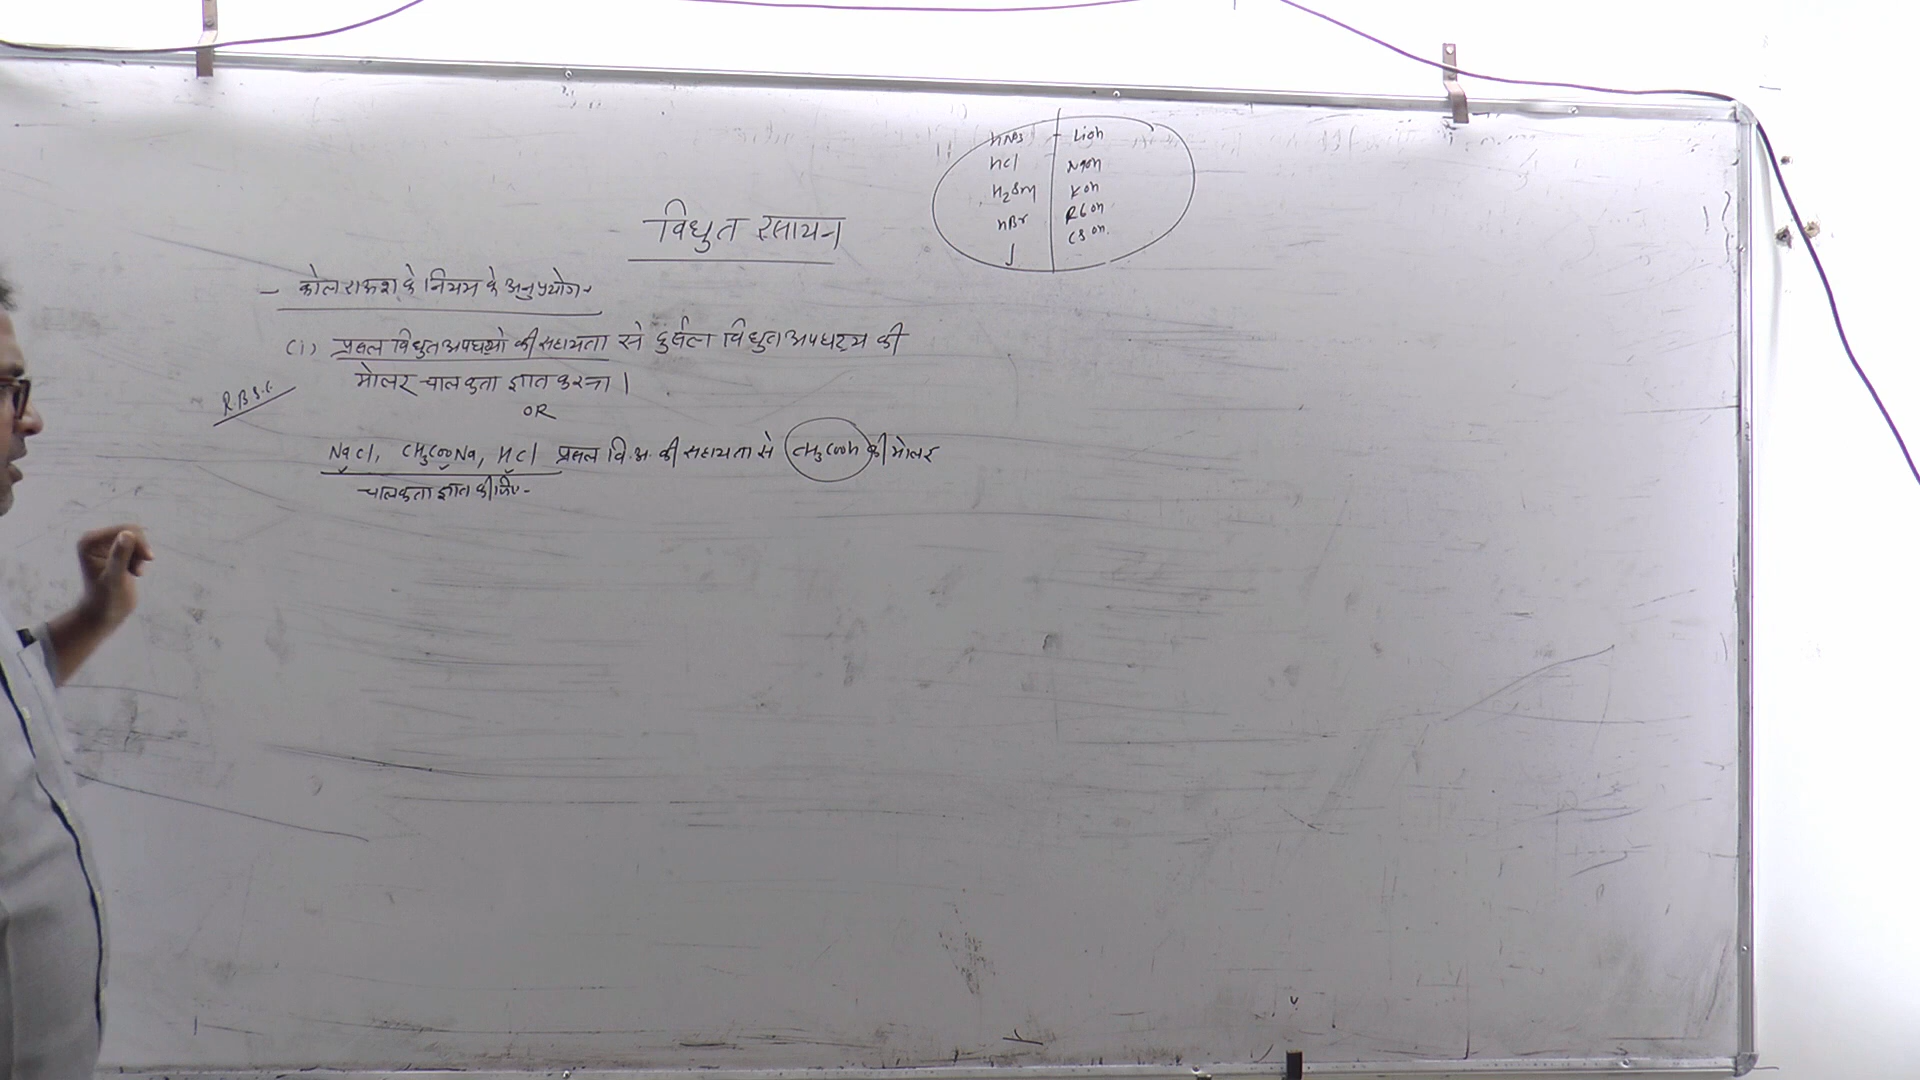 HNO3 - LiOH
HCl NaOH
H2SO4 KOH
HBr RbOH
CsOH
विधुत रसायन
- कोलराऊश के नियम के अनुप्रयोग-
(i) प्रबल विधुत अपघट्यो की सहायता से दुर्बल विधुत अपघट्य की
मोलर चालकता ज्ञात करना।
R.B.S.E.
OR
NaCl, CH3COONa, HCl प्रबल वि.अ. की सहायता से CH3COOH की मोलर
चालकता ज्ञात कीजिए-